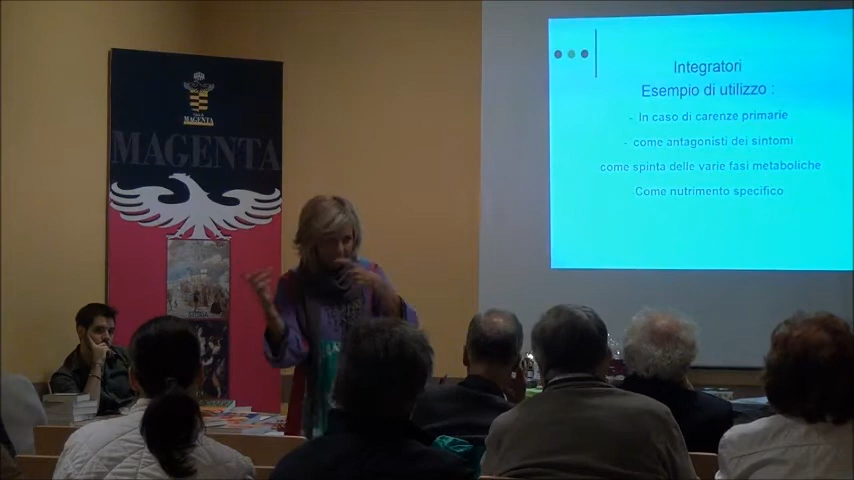 MAGENTA
MAGENTA
Integratori
Esempio di utilizzo :
- In caso di carenze primarie
- come antagonisti dei sintomi
come spinta delle varie fasi metaboliche
-Come nutrimento specifico